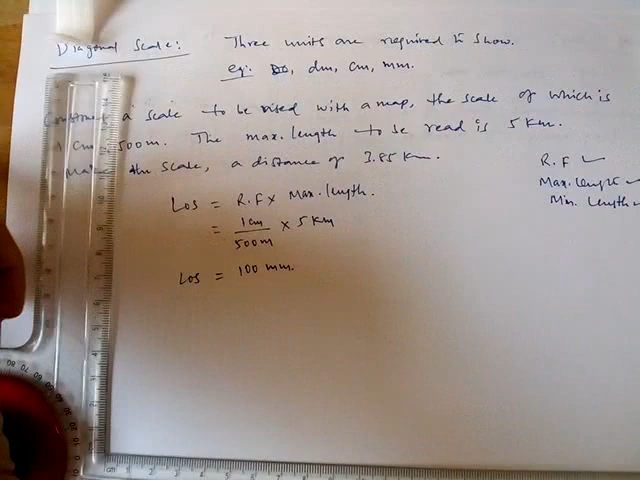 Diagonal Scale:
Three units are required to show.
eg: dm, cm, mm.
a scale to be used with a map, the scale of which is
1 cm 500m. The max. length to be read is 5 Km.
the scale, a distance of 3.85 Km.
R.F ✓
Max. length ✓
Min. length ✓
LOS = R.F x Max. length.
= 1cm / 500m x 5 Km
LOS = 100 mm.